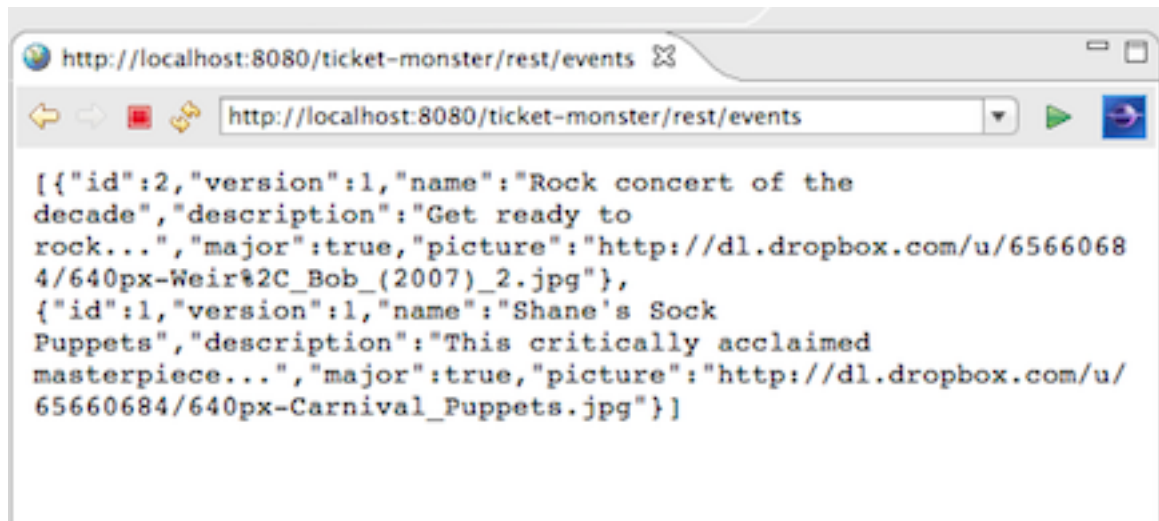 http://localhost:8080/ticket-monster/rest/events
http://localhost:8080/ticket-monster/rest/events
[{"id":2,"version":1,"name":"Rock concert of the
decade","description":"Get ready to
rock...","major":true,"picture":"http://dl.dropbox.com/u/6566068
4/640px-Weir%2C_Bob_(2007)_2.jpg"},
{"id":1,"version":1,"name":"Shane's Sock
Puppets","description":"This critically acclaimed
masterpiece...","major":true,"picture":"http://dl.dropbox.com/u/
65660684/640px-Carnival_Puppets.jpg"}]